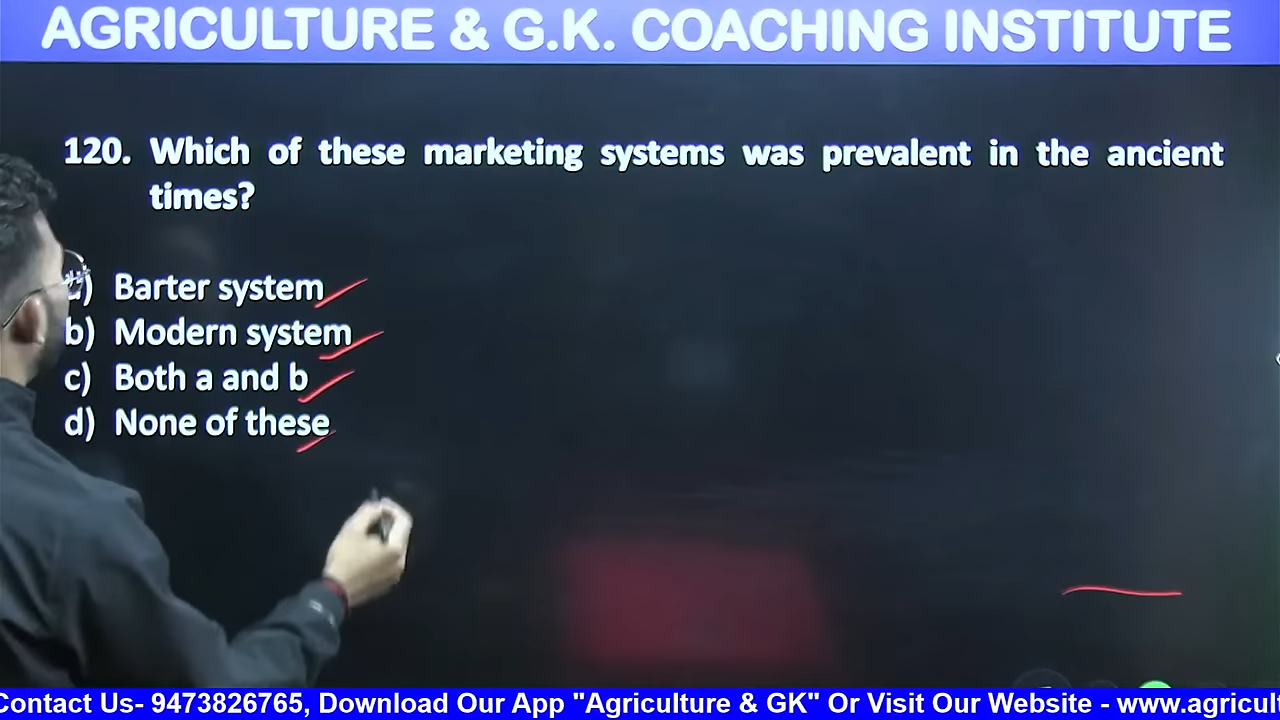 AGRICULTURE & G.K. COACHING INSTITUTE
120. Which of these marketing systems was prevalent in the ancient
times?
a) Barter system
b) Modern system
c) Both a and b
d) None of these
Contact Us- 9473826765, Download Our App "Agriculture & GK" Or Visit Our Website - www.agricul